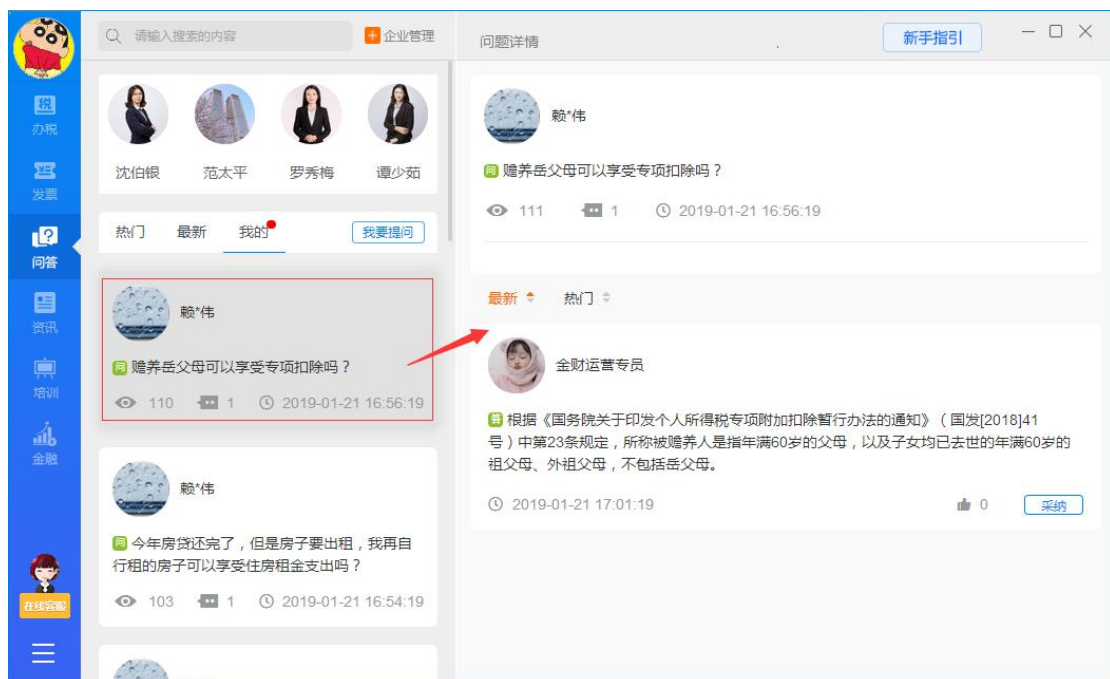 请输入搜索的内容
企业管理
问题详情
新手指引
税
办税
发票
问答
资讯
培训
金融
在线客服
沈伯银
范太平
罗秀梅
谭少茹
热门
最新
我的
我要提问
赖*伟
问 赡养岳父母可以享受专项扣除吗？
110
1
2019-01-21 16:56:19
赖*伟
问 今年房贷还完了，但是房子要出租，我再自
行租的房子可以享受住房租金支出吗？
103
1
2019-01-21 16:54:19
赖*伟
问 赡养岳父母可以享受专项扣除吗？
111
1
2019-01-21 16:56:19
最新
热门
金财运营专员
答 根据《国务院关于印发个人所得税专项附加扣除暂行办法的通知》（国发[2018]41
号）中第23条规定，所称被赡养人是指年满60岁的父母，以及子女均已去世的年满60岁的
祖父母、外祖父母，不包括岳父母。
2019-01-21 17:01:19
0
采纳